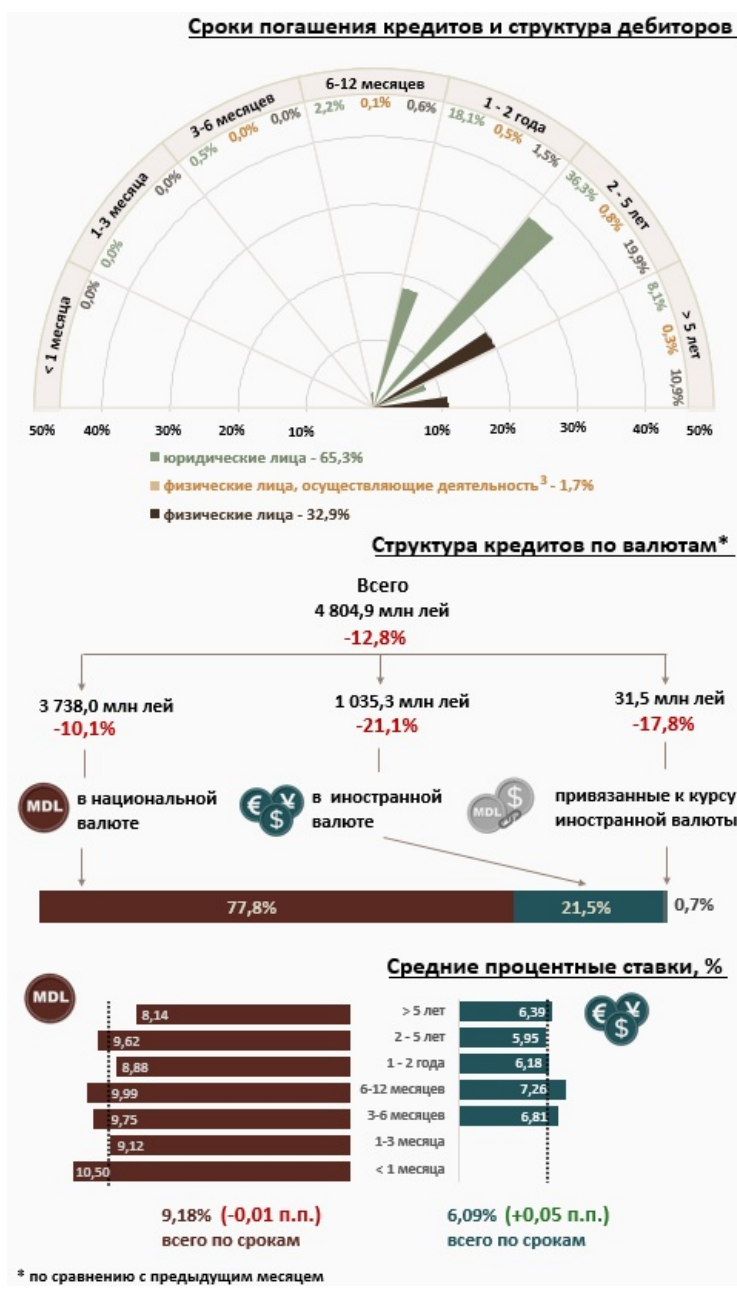 Сроки погашения кредитов и структура дебиторов
< 1 месяца
0,0%
1-3 месяца
0,0%
0,0%
3-6 месяцев
0,5%
0,0%
0,0%
6-12 месяцев
2,2%
0,1%
0,6%
1 - 2 года
18,1%
0,5%
1,5%
2 - 5 лет
36,3%
0,8%
19,9%
> 5 лет
8,1%
0,3%
10,9%
50% 40% 30% 20% 10% 10% 20% 30% 40% 50%
юридические лица - 65,3%
физические лица, осуществляющие деятельность 3 - 1,7%
физические лица - 32,9%
Структура кредитов по валютам*
Всего
4 804,9 млн лей
-12,8%
3 738,0 млн лей
-10,1%
1 035,3 млн лей
-21,1%
31,5 млн лей
-17,8%
MDL
в национальной
валюте
€ ¥ $
в иностранной
валюте
MDL $
привязанные к курсу
иностранной валюты
77,8% 21,5% 0,7%
Средние процентные ставки, %
MDL
€ ¥ $
8,14 > 5 лет 6,39
9,62 2 - 5 лет 5,95
8,88 1 - 2 года 6,18
9,99 6-12 месяцев 7,26
9,75 3-6 месяцев 6,81
9,12 1-3 месяца
10,50 < 1 месяца
9,18% (-0,01 п.п.)
всего по срокам
6,09% (+0,05 п.п.)
всего по срокам
* по сравнению с предыдущим месяцем